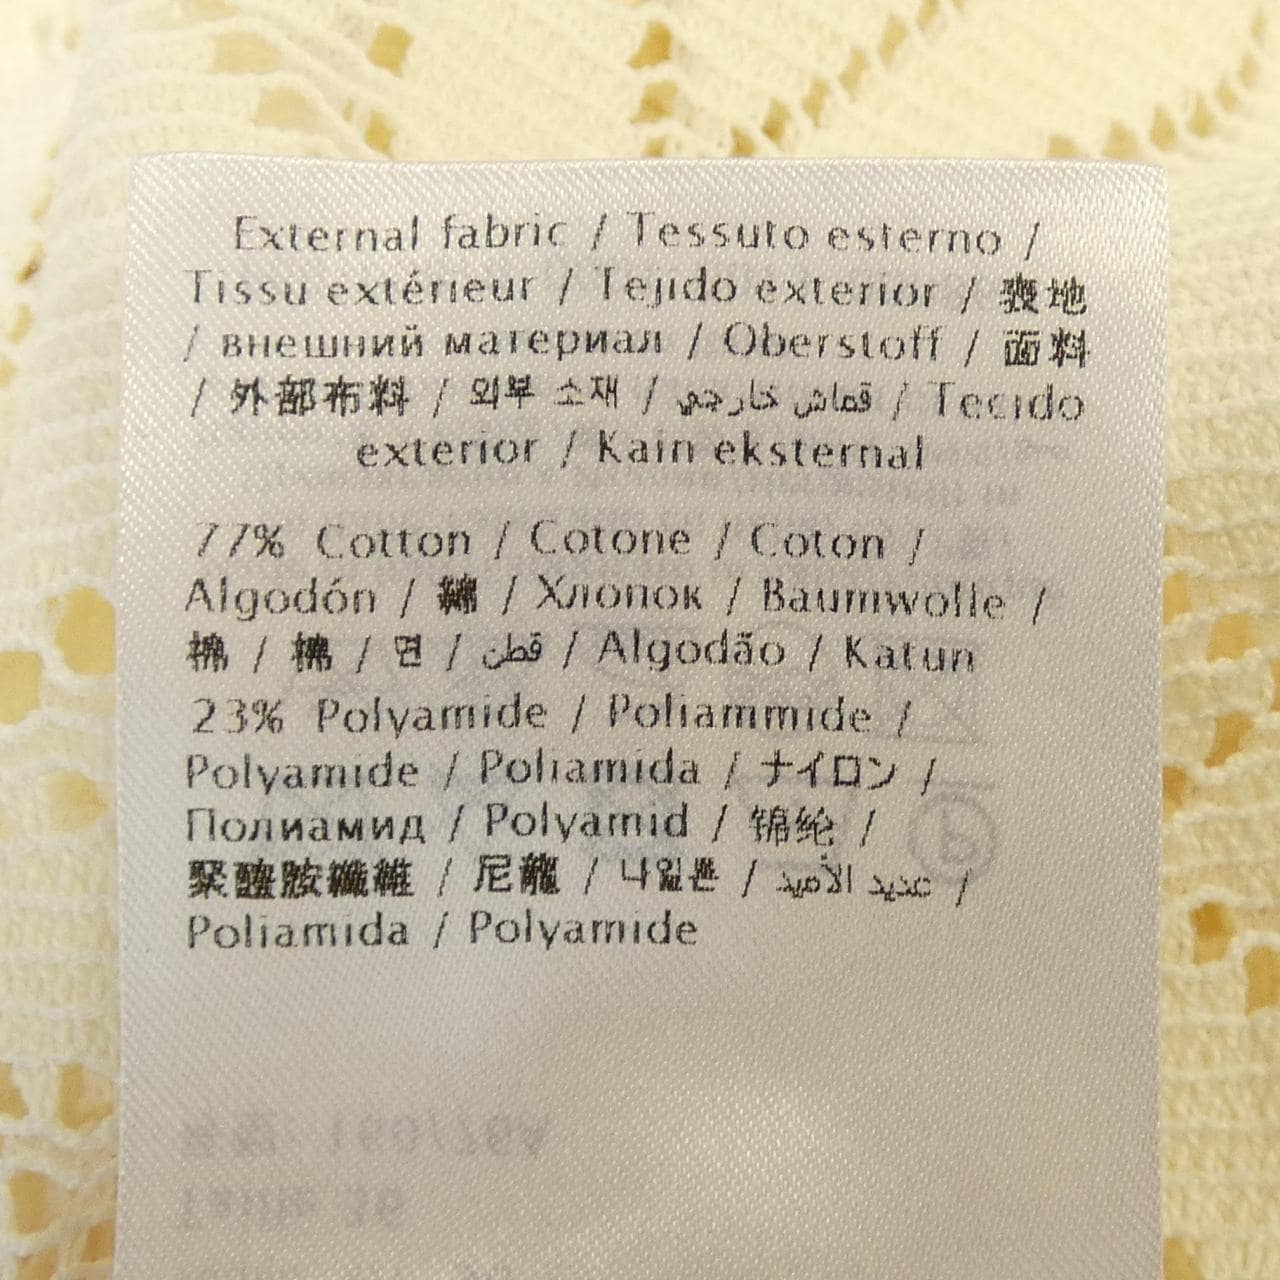 External fabric / Tessuto esterno /
Tissu extérieur / Tejido exterior / 表地
/ внешний материал / Oberstoff / 面料
/ 外部布料 / 외부 소재 / قماش خارجي / Tecido
exterior / Kain eksternal
77% Cotton / Cotone / Coton /
Algodón / 綿 / Хлопок / Baumwolle /
棉 / 棉 / 면 / قطن / Algodão / Katun
23% Polyamide / Poliammide /
Polyamide / Poliamida / ナイロン /
Полиамид / Polyamid / 锦纶 /
聚醯胺纖維 / 尼龍 / 나일론 / عديد الأميد /
Poliamida / Polyamide